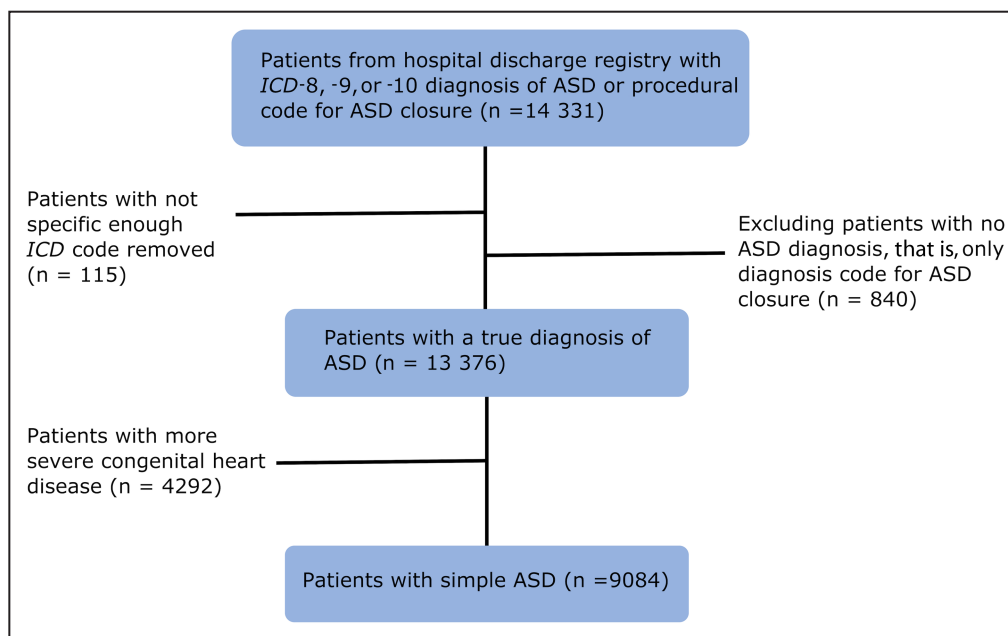 Patients from hospital discharge registry with
ICD-8, -9, or -10 diagnosis of ASD or procedural
code for ASD closure (n =14 331)
Patients with not
specific enough
ICD code removed
(n = 115)
Excluding patients with no
ASD diagnosis, that is, only
diagnosis code for ASD
closure (n = 840)
Patients with a true diagnosis of
ASD (n = 13 376)
Patients with more
severe congenital heart
disease (n = 4292)
Patients with simple ASD (n =9084)